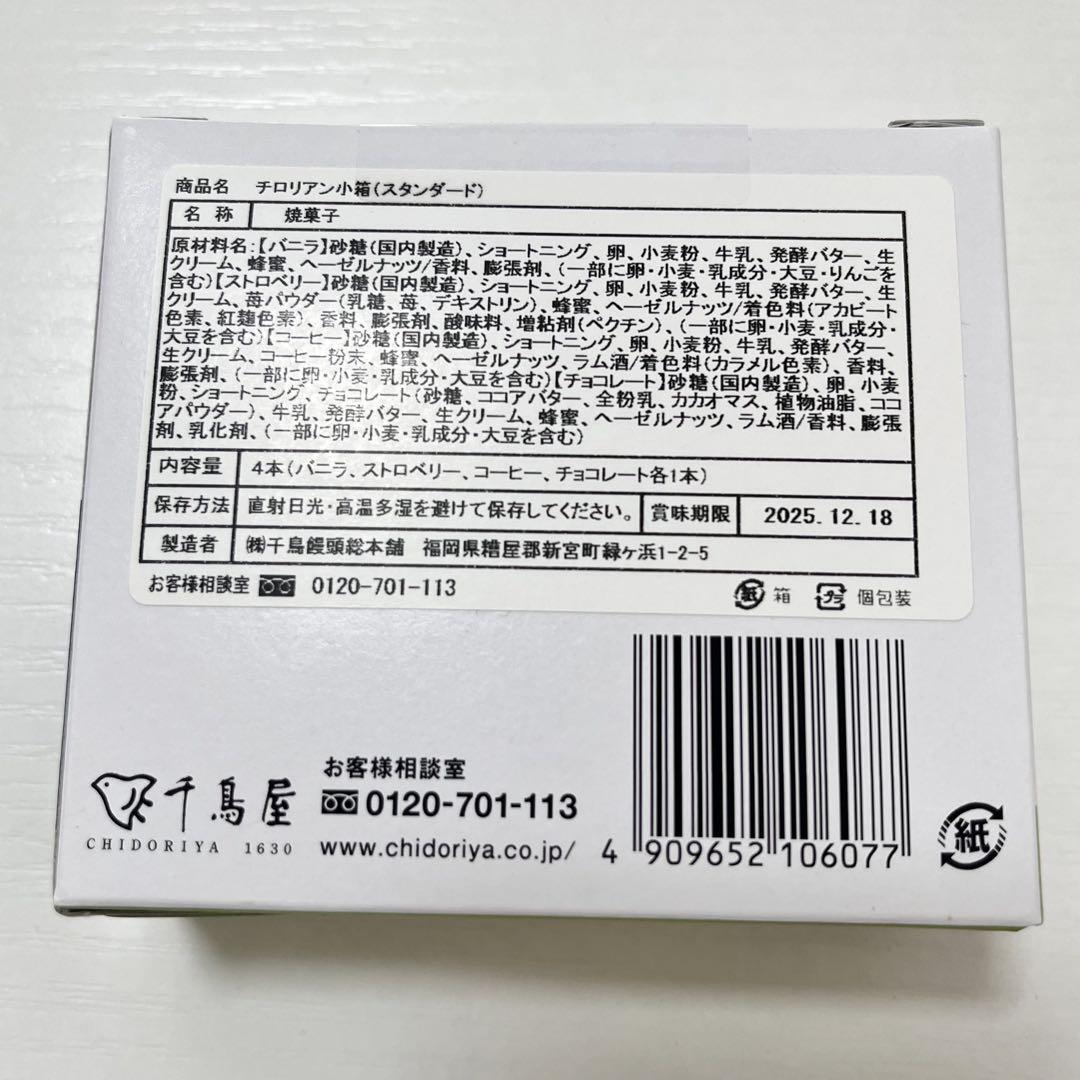 商品名 チロリアン小箱(スタンダード)
名 称 焼菓子
原材料名:【バニラ】砂糖(国内製造)、ショートニング、卵、小麦粉、牛乳、発酵バター、生
クリーム、蜂蜜、ヘーゼルナッツ/香料、膨張剤、(一部に卵・小麦・乳成分・大豆・りんごを
含む)【ストロベリー】砂糖(国内製造)、ショートニング、卵、小麦粉、牛乳、発酵バター、生
クリーム、苺パウダー(乳糖、苺、デキストリン)、蜂蜜、ヘーゼルナッツ/着色料(アカビート
色素、紅麹色素)、香料、膨張剤、酸味料、増粘剤(ペクチン)、(一部に卵・小麦・乳成分・
大豆を含む)【コーヒー】砂糖(国内製造)、ショートニング、卵、小麦粉、牛乳、発酵バター、
生クリーム、コーヒー粉末、蜂蜜、ヘーゼルナッツ、ラム酒/着色料(カラメル色素)、香料、
膨張剤、(一部に卵・小麦・乳成分・大豆を含む)【チョコレート】砂糖(国内製造)、卵、小麦
粉、ショートニング、チョコレート(砂糖、ココアバター、全粉乳、カカオマス、植物油脂、ココ
アパウダー)、牛乳、発酵バター、生クリーム、蜂蜜、ヘーゼルナッツ、ラム酒/香料、膨張
剤、乳化剤、(一部に卵・小麦・乳成分・大豆を含む)
内容量 4本(バニラ、ストロベリー、コーヒー、チョコレート各1本)
保存方法 直射日光・高温多湿を避けて保存してください。 賞味期限 2025.12.18
製造者 ㈱千鳥饅頭総本舗 福岡県糟屋郡新宮町緑ヶ浜1-2-5
お客様相談室 0120-701-113 紙 箱 プラ 個包装
千鳥屋
CHIDORIYA 1630
お客様相談室
0120-701-113
www.chidoriya.co.jp/
4 909652 106077
紙